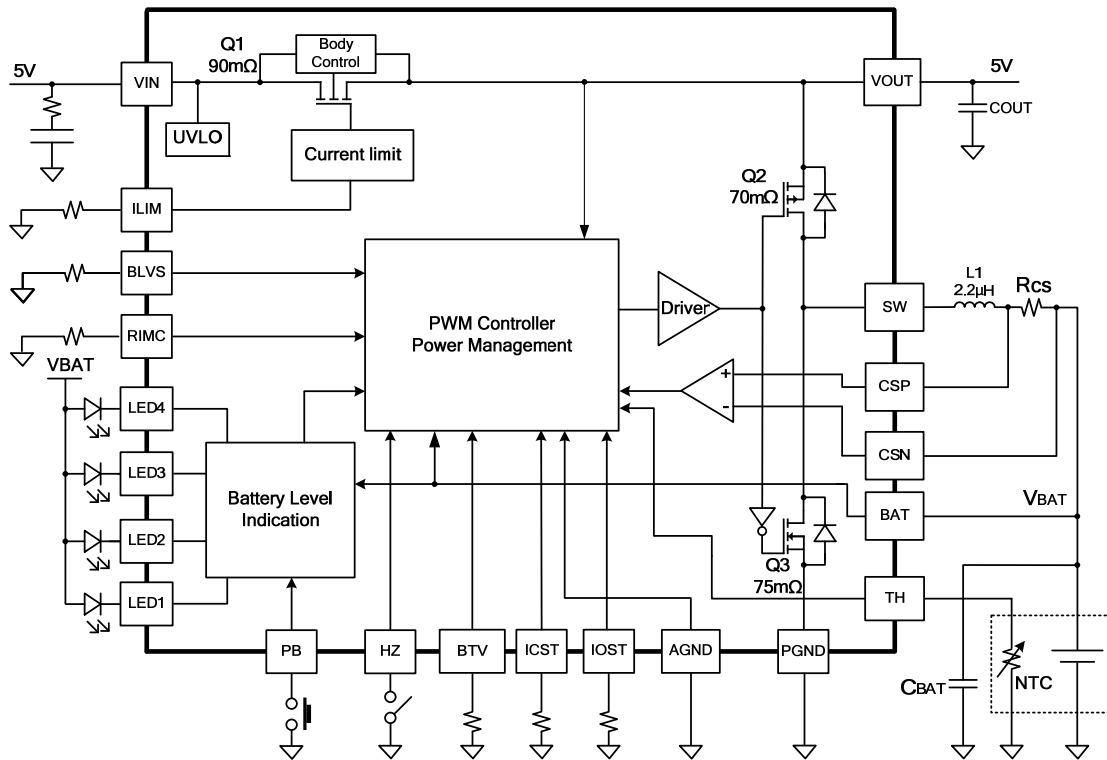 Q1
90mΩ
Body
Control
5V
VIN
VOUT
5V
COUT
UVLO
Current limit
Q2
70mΩ
ILIM
BLVS
L1
2.2µH
Rcs
SW
Driver
PWM Controller
Power Management
RIMC
VBAT
CSP
+
-
LED4
CSN
LED3
Battery Level
Indication
VBAT
BAT
LED2
Q3
75mΩ
LED1
TH
PB
HZ
BTV
ICST
IOST
AGND
PGND
CBAT
NTC